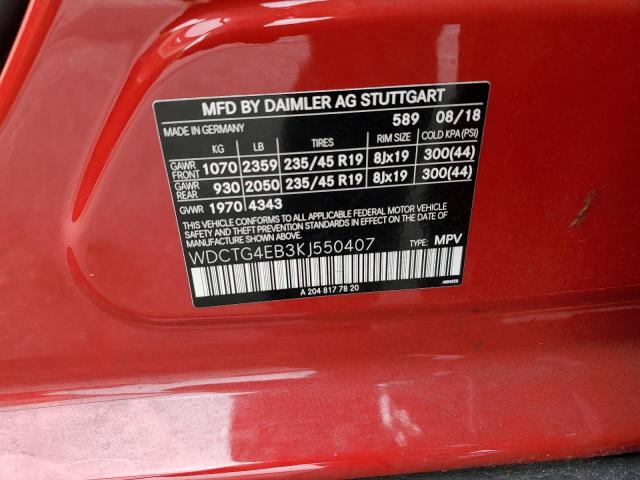 MFD BY DAIMLER AG STUTTGART
MADE IN GERMANY 589 08/18
KG LB TIRES RIM SIZE COLD KPA(PSI)
GAWR FRONT 1070 2359 235/45 R19 8Jx19 300(44)
GAWR REAR 930 2050 235/45 R19 8Jx19 300(44)
GVWR 1970 4343
THIS VEHICLE CONFORMS TO ALL APPLICABLE FEDERAL MOTOR VEHICLE
SAFETY, BUMPER, AND THEFT PREVENTION STANDARDS IN EFFECT
ON THE DATE OF MANUFACTURE SHOWN ABOVE.
WDCTG4EB3KJ550407 TYPE: MPV
A 204 817 78 20